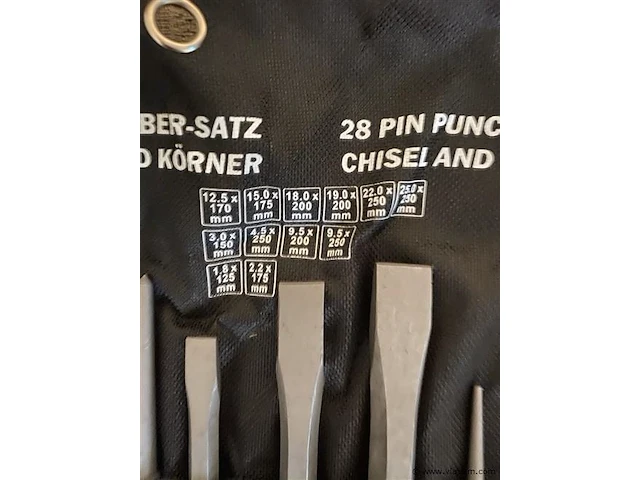 BER-SATZ
D KÖRNER
28 PIN PUNC
CHISEL AND
12.5 x 170 mm
15.0 x 175 mm
18.0 x 200 mm
19.0 x 200 mm
22.0 x 250 mm
25.0 x 250 mm
3.0 x 150 mm
4.5 x 250 mm
9.5 x 200 mm
9.5 x 250 mm
1.8 x 125 mm
2.2 x 175 mm